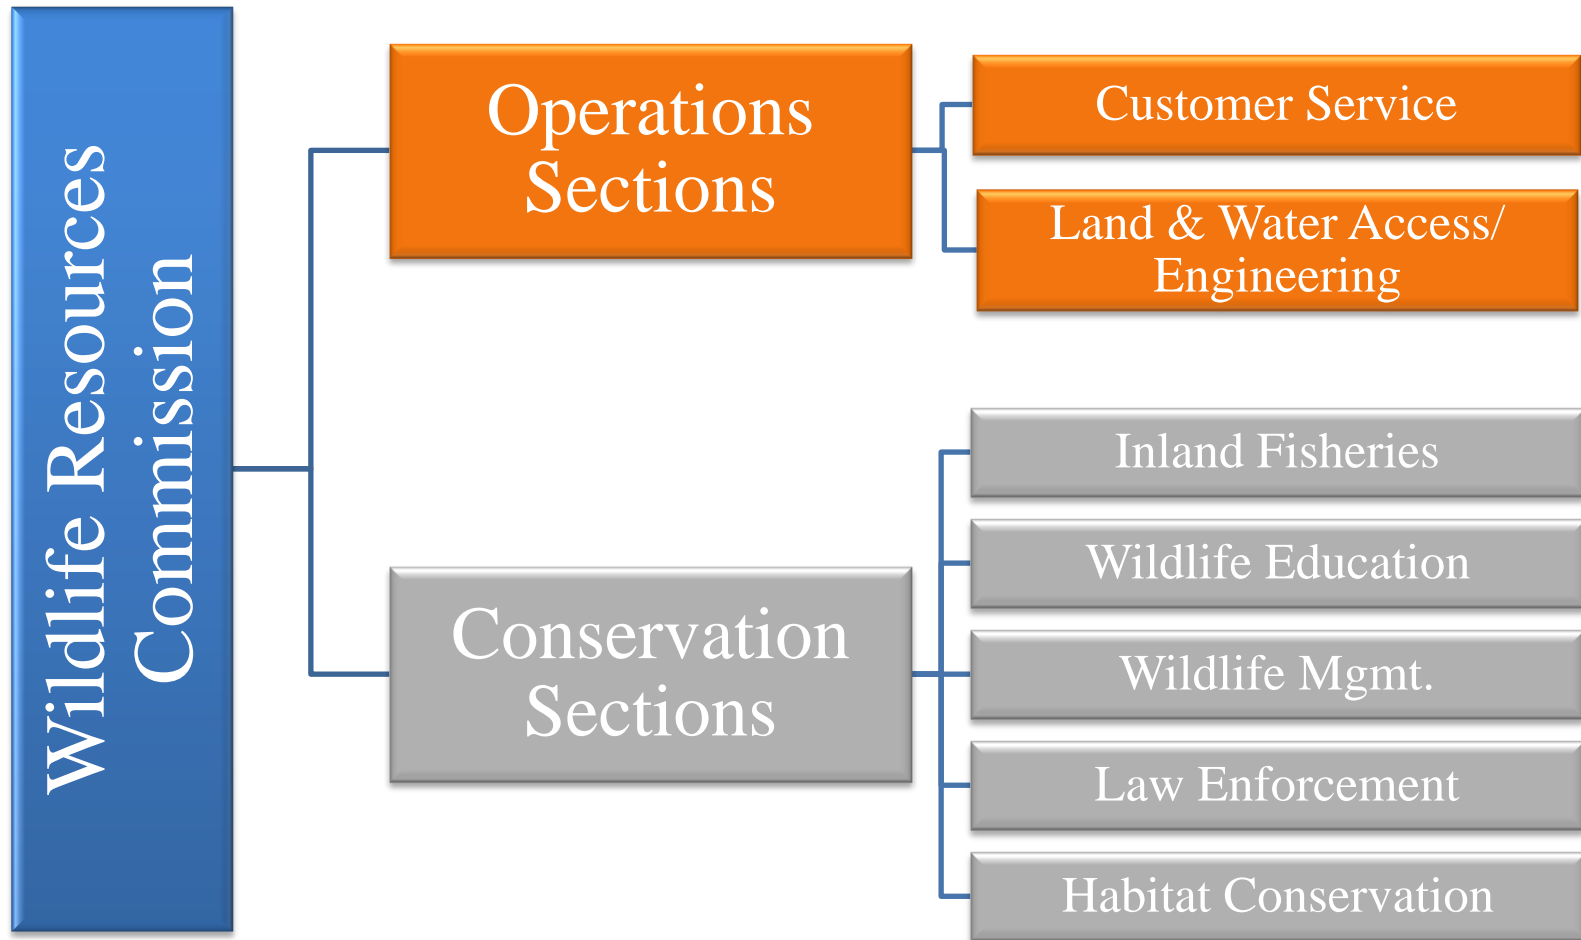 Wildlife Resources
Commission
Operations
Sections
Customer Service
Land & Water Access/
Engineering
Conservation
Sections
Inland Fisheries
Wildlife Education
Wildlife Mgmt.
Law Enforcement
Habitat Conservation